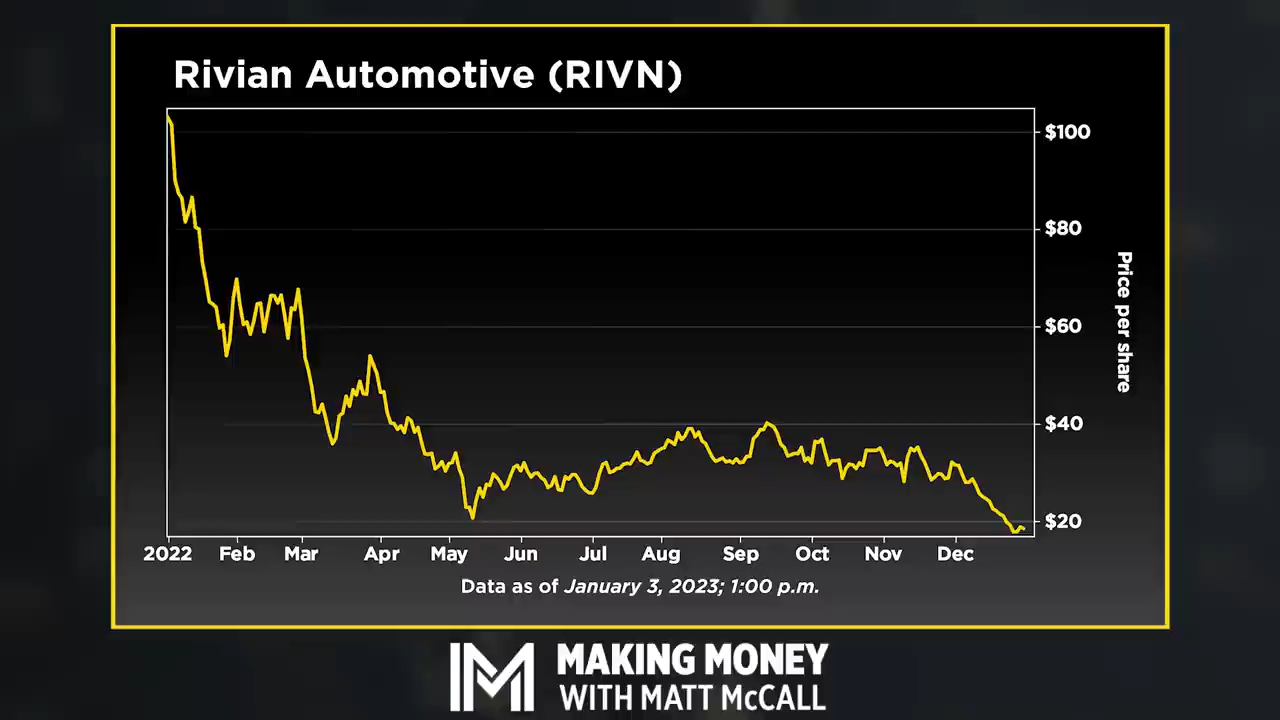 Rivian Automotive (RIVN)
$100
$80
$60
$40
$20
Price per share
2022 Feb Mar Apr May Jun Jul Aug Sep Oct Nov Dec
Data as of January 3, 2023; 1:00 p.m.
MM MAKING MONEY
WITH MATT McCALL